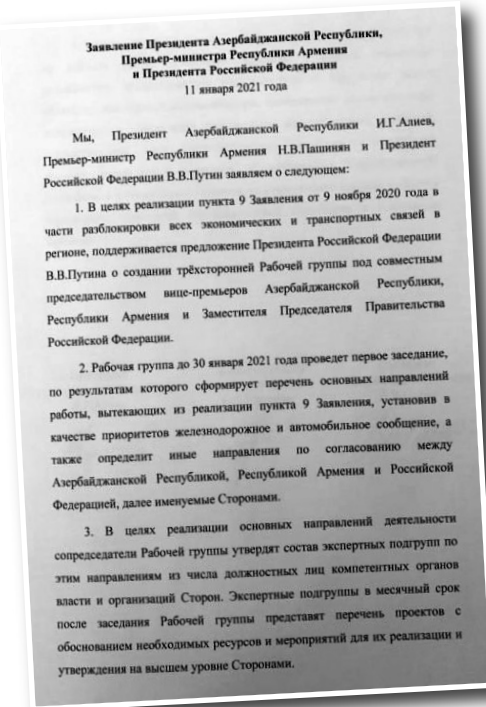 Заявление Президента Азербайджанской Республики,
Премьер-министра Республики Армения
и Президента Российской Федерации
11 января 2021 года
Мы, Президент Азербайджанской Республики И.Г.Алиев,
Премьер-министр Республики Армения Н.В.Пашинян и Президент
Российской Федерации В.В.Путин заявляем о следующем:
1. В целях реализации пункта 9 Заявления от 9 ноября 2020 года в
части разблокировки всех экономических и транспортных связей в
регионе, поддерживается предложение Президента Российской Федерации
В.В.Путина о создании трёхсторонней Рабочей группы под совместным
председательством вице-премьеров Азербайджанской Республики,
Республики Армения и Заместителя Председателя Правительства
Российской Федерации.
2. Рабочая группа до 30 января 2021 года проведет первое заседание,
по результатам которого сформирует перечень основных направлений
работы, вытекающих из реализации пункта 9 Заявления, установив в
качестве приоритетов железнодорожное и автомобильное сообщение, а
также определит иные направления по согласованию между
Азербайджанской Республикой, Республикой Армения и Российской
Федерацией, далее именуемые Сторонами.
3. В целях реализации основных направлений деятельности
сопредседатели Рабочей группы утвердят состав экспертных подгрупп по
этим направлениям из числа должностных лиц компетентных органов
власти и организаций Сторон. Экспертные подгруппы в месячный срок
после заседания Рабочей группы представят перечень проектов с
обоснованием необходимых ресурсов и мероприятий для их реализации и
утверждения на высшем уровне Сторонами.